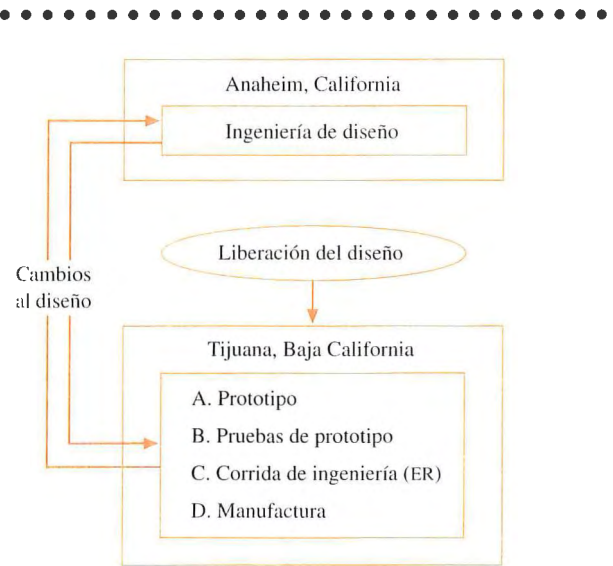 Anaheim, California
Ingeniería de diseño
Liberación del diseño
Cambios
al diseño
Tijuana, Baja California
A. Prototipo
B. Pruebas de prototipo
C. Corrida de ingeniería (ER)
D. Manufactura